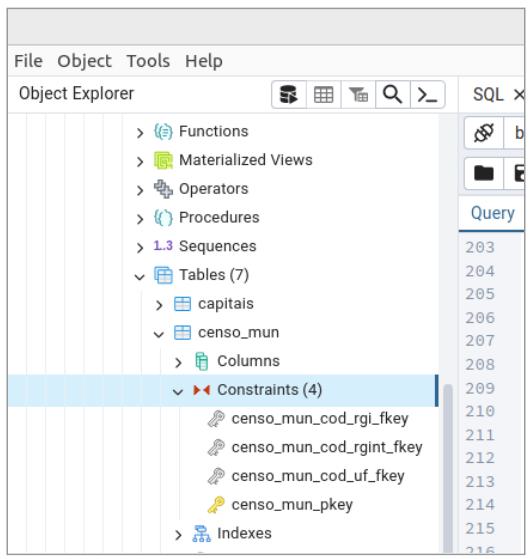 File Object Tools Help
Object Explorer
SQL
Functions
Materialized Views
Operators
Procedures
1..3 Sequences
Tables (7)
capitais
censo_mun
Columns
Constraints (4)
censo_mun_cod_rgi_fkey
censo_mun_cod_rgint_fkey
censo_mun_cod_uf_fkey
censo_mun_pkey
Indexes
b
Query
203
204
205
206
207
208
209
210
211
212
213
214
215
216